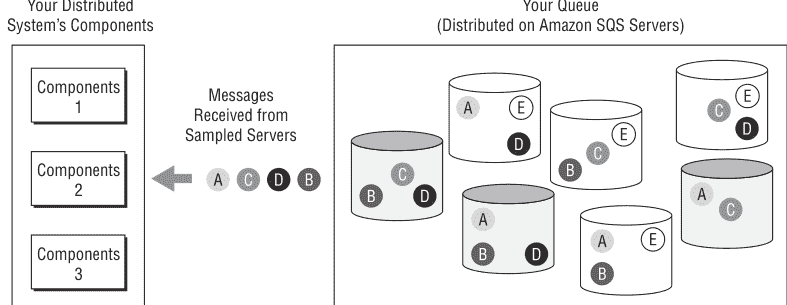 Your Distributed
System's Components
Your Queue
(Distributed on Amazon SQS Servers)
Components
1
Components
2
Components
3
Messages
Received from
Sampled Servers
A C D B
C
B D
A E
D
A
B D
E
C
B
A E
B
E
C
D
A
C